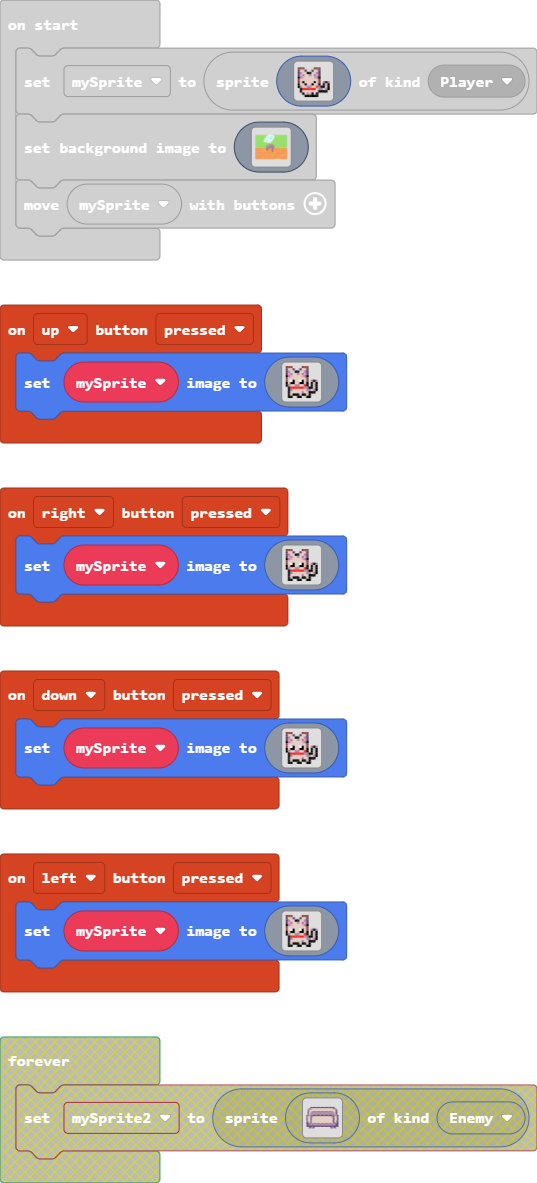 on start
set mySprite to sprite of kind Player
set background image to
move mySprite with buttons
on up button pressed
set mySprite image to
on right button pressed
set mySprite image to
on down button pressed
set mySprite image to
on left button pressed
set mySprite image to
forever
set mySprite2 to sprite of kind Enemy